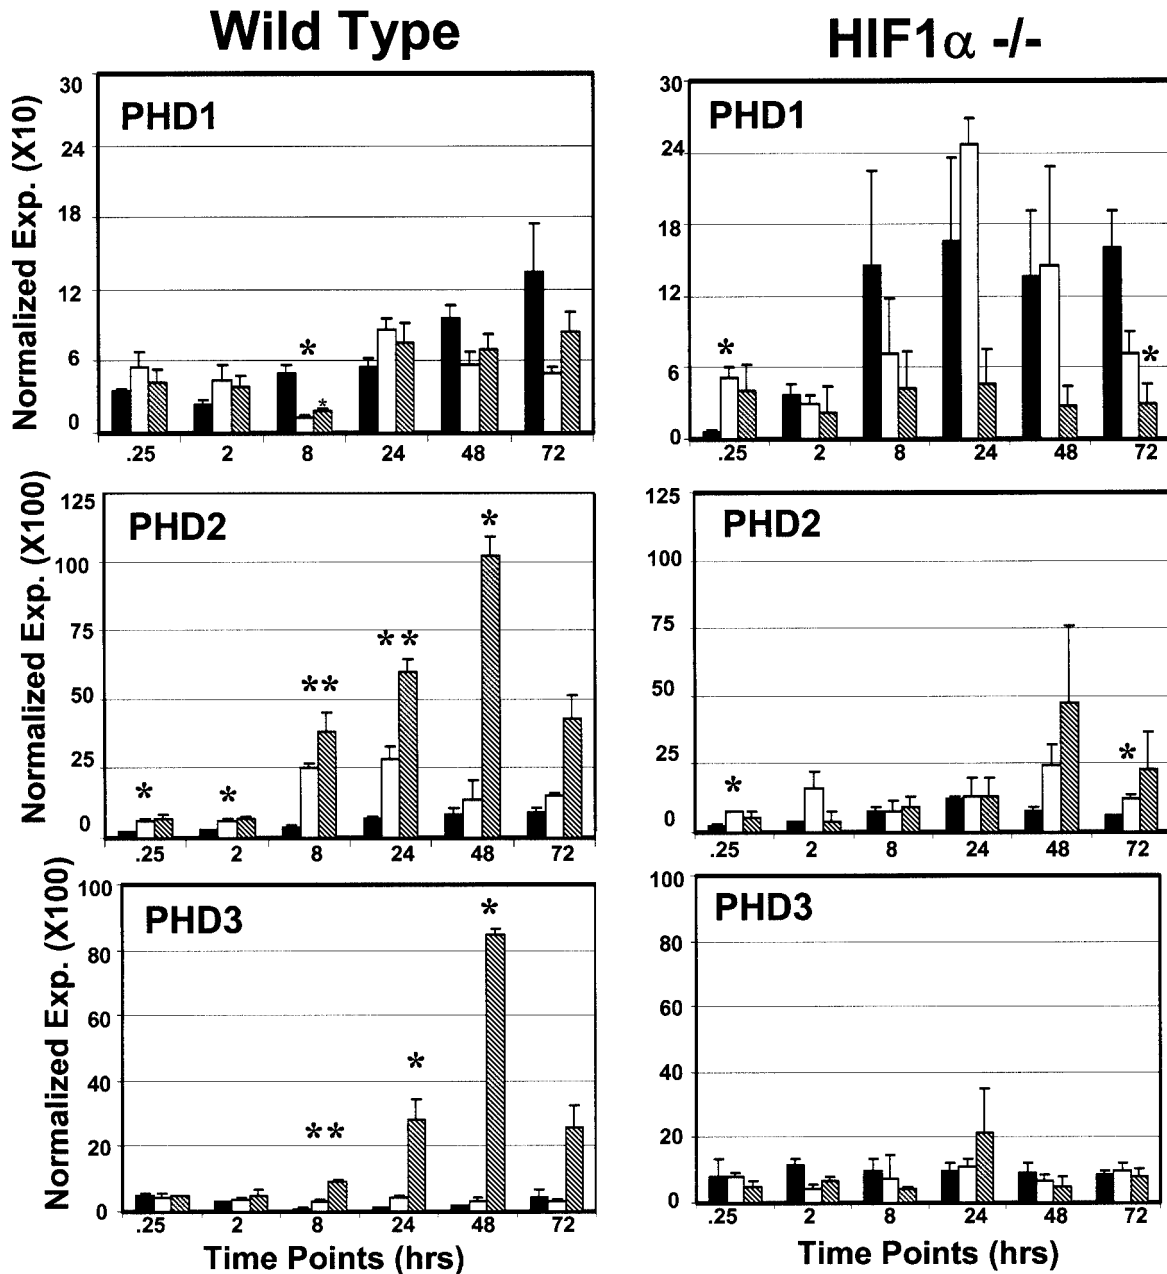 Wild Type
HIF1α -/-
Normalized Exp. (X10)
30
24
18
12
6
0
PHD1
*
*
.25 2 8 24 48 72
30
24
18
12
6
0
PHD1
*
*
.25 2 8 24 48 72
Normalized Exp. (X100)
125
100
75
50
25
0
PHD2
*
*
**
**
*
.25 2 8 24 48 72
125
100
75
50
25
0
PHD2
*
*
.25 2 8 24 48 72
Normalized Exp. (X100)
100
80
60
40
20
0
PHD3
**
*
*
.25 2 8 24 48 72
Time Points (hrs)
100
80
60
40
20
0
PHD3
.25 2 8 24 48 72
Time Points (hrs)